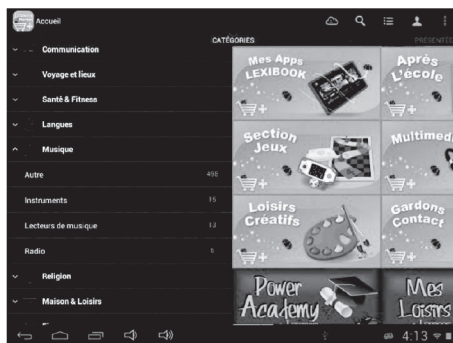 Accueil
CATÉGORIES
PRÉSENTÉS
Communication
Voyage et lieux
Santé & Fitness
Langues
Musique
Autre 498
Instruments 15
Lecteurs de musique 13
Radio
Religion
Maison & Loisirs
Mes Apps
LEXIBOOK
Après
L'école
Section
Jeux
Multimed
Loisirs
Créatifs
Gardons
Contact
Power
Academy
Mes
Loisirs
4:13